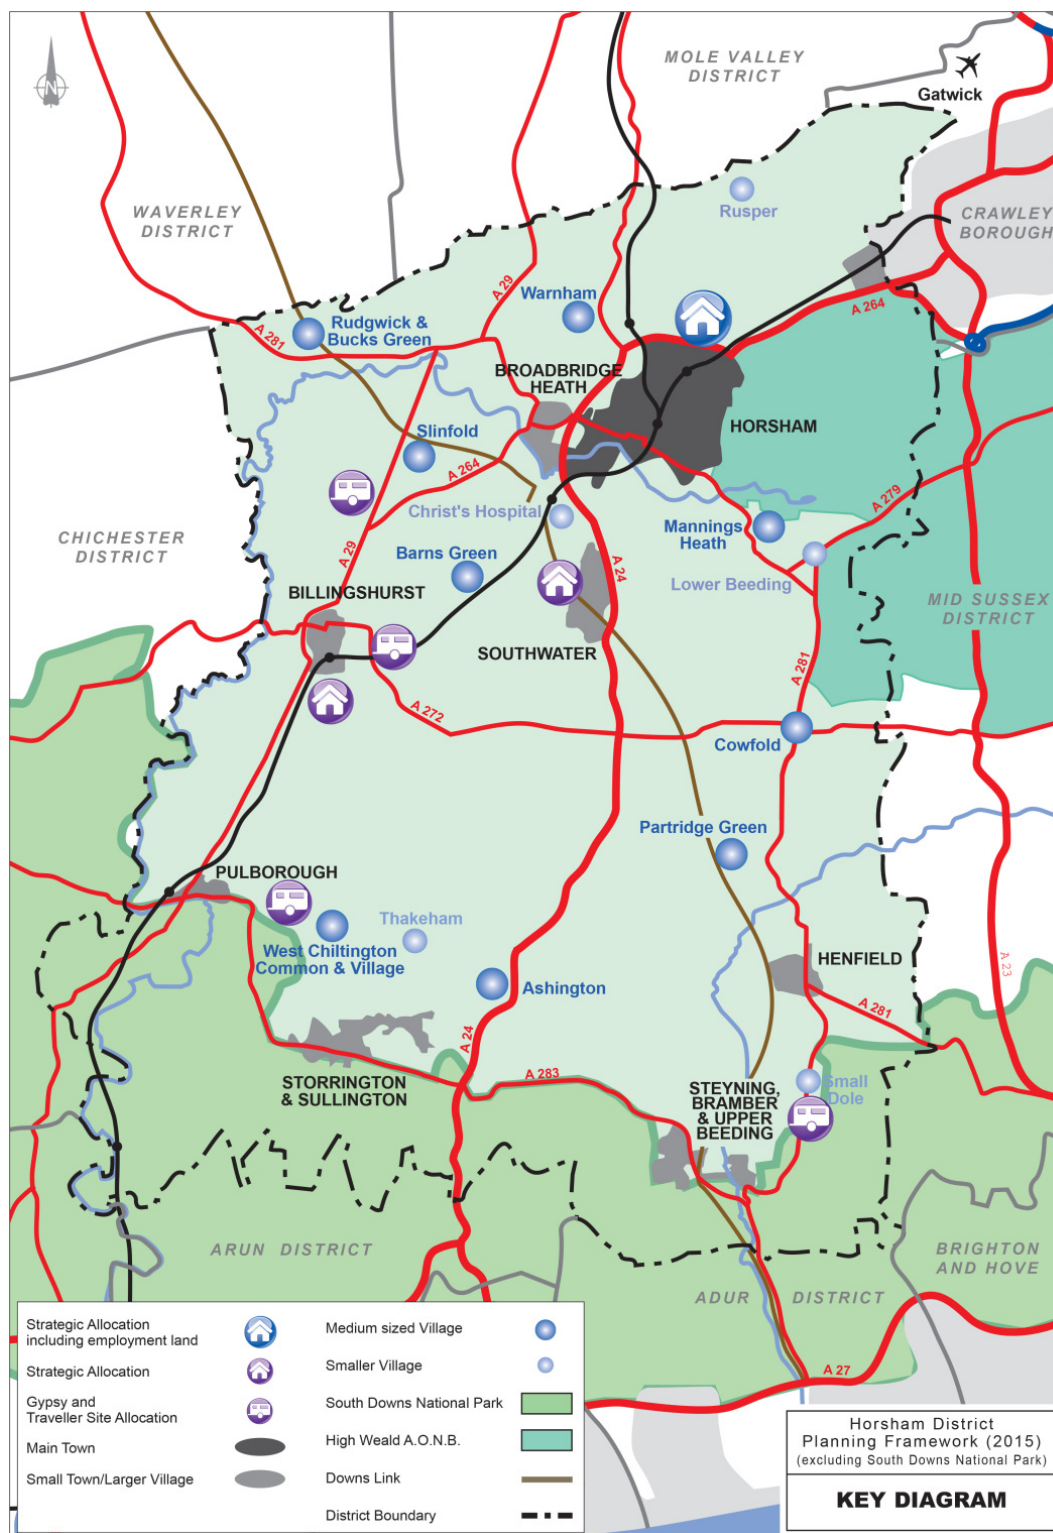 MOLE VALLEY
DISTRICT
Gatwick
N
WAVERLEY
DISTRICT
Rusper
CRAWLEY
BOROUGH
A 29
Warnham
A 264
Rudgwick &
Bucks Green
A 281
BROADBRIDGE
HEATH
HORSHAM
Slinfold
A 264
A 279
Christ's Hospital
Mannings
Heath
CHICHESTER
DISTRICT
A 29
Barns Green
A 24
Lower Beeding
BILLINGSHURST
MID SUSSEX
DISTRICT
SOUTHWATER
A 281
A 272
Cowfold
Partridge Green
PULBOROUGH
Thakeham
West Chiltington
Common & Village
HENFIELD
A 23
Ashington
A 281
A 24
A 283
STORRINGTON
& SULLINGTON
STEYNING,
BRAMBER
& UPPER
BEEDING
Small
Dole
ARUN DISTRICT
BRIGHTON
AND HOVE
ADUR DISTRICT
A 27
Strategic Allocation
including employment land
Strategic Allocation
Gypsy and
Traveller Site Allocation
Main Town
Small Town/Larger Village
Medium sized Village
Smaller Village
South Downs National Park
High Weald A.O.N.B.
Downs Link
District Boundary
Horsham District
Planning Framework (2015)
(excluding South Downs National Park)
KEY DIAGRAM